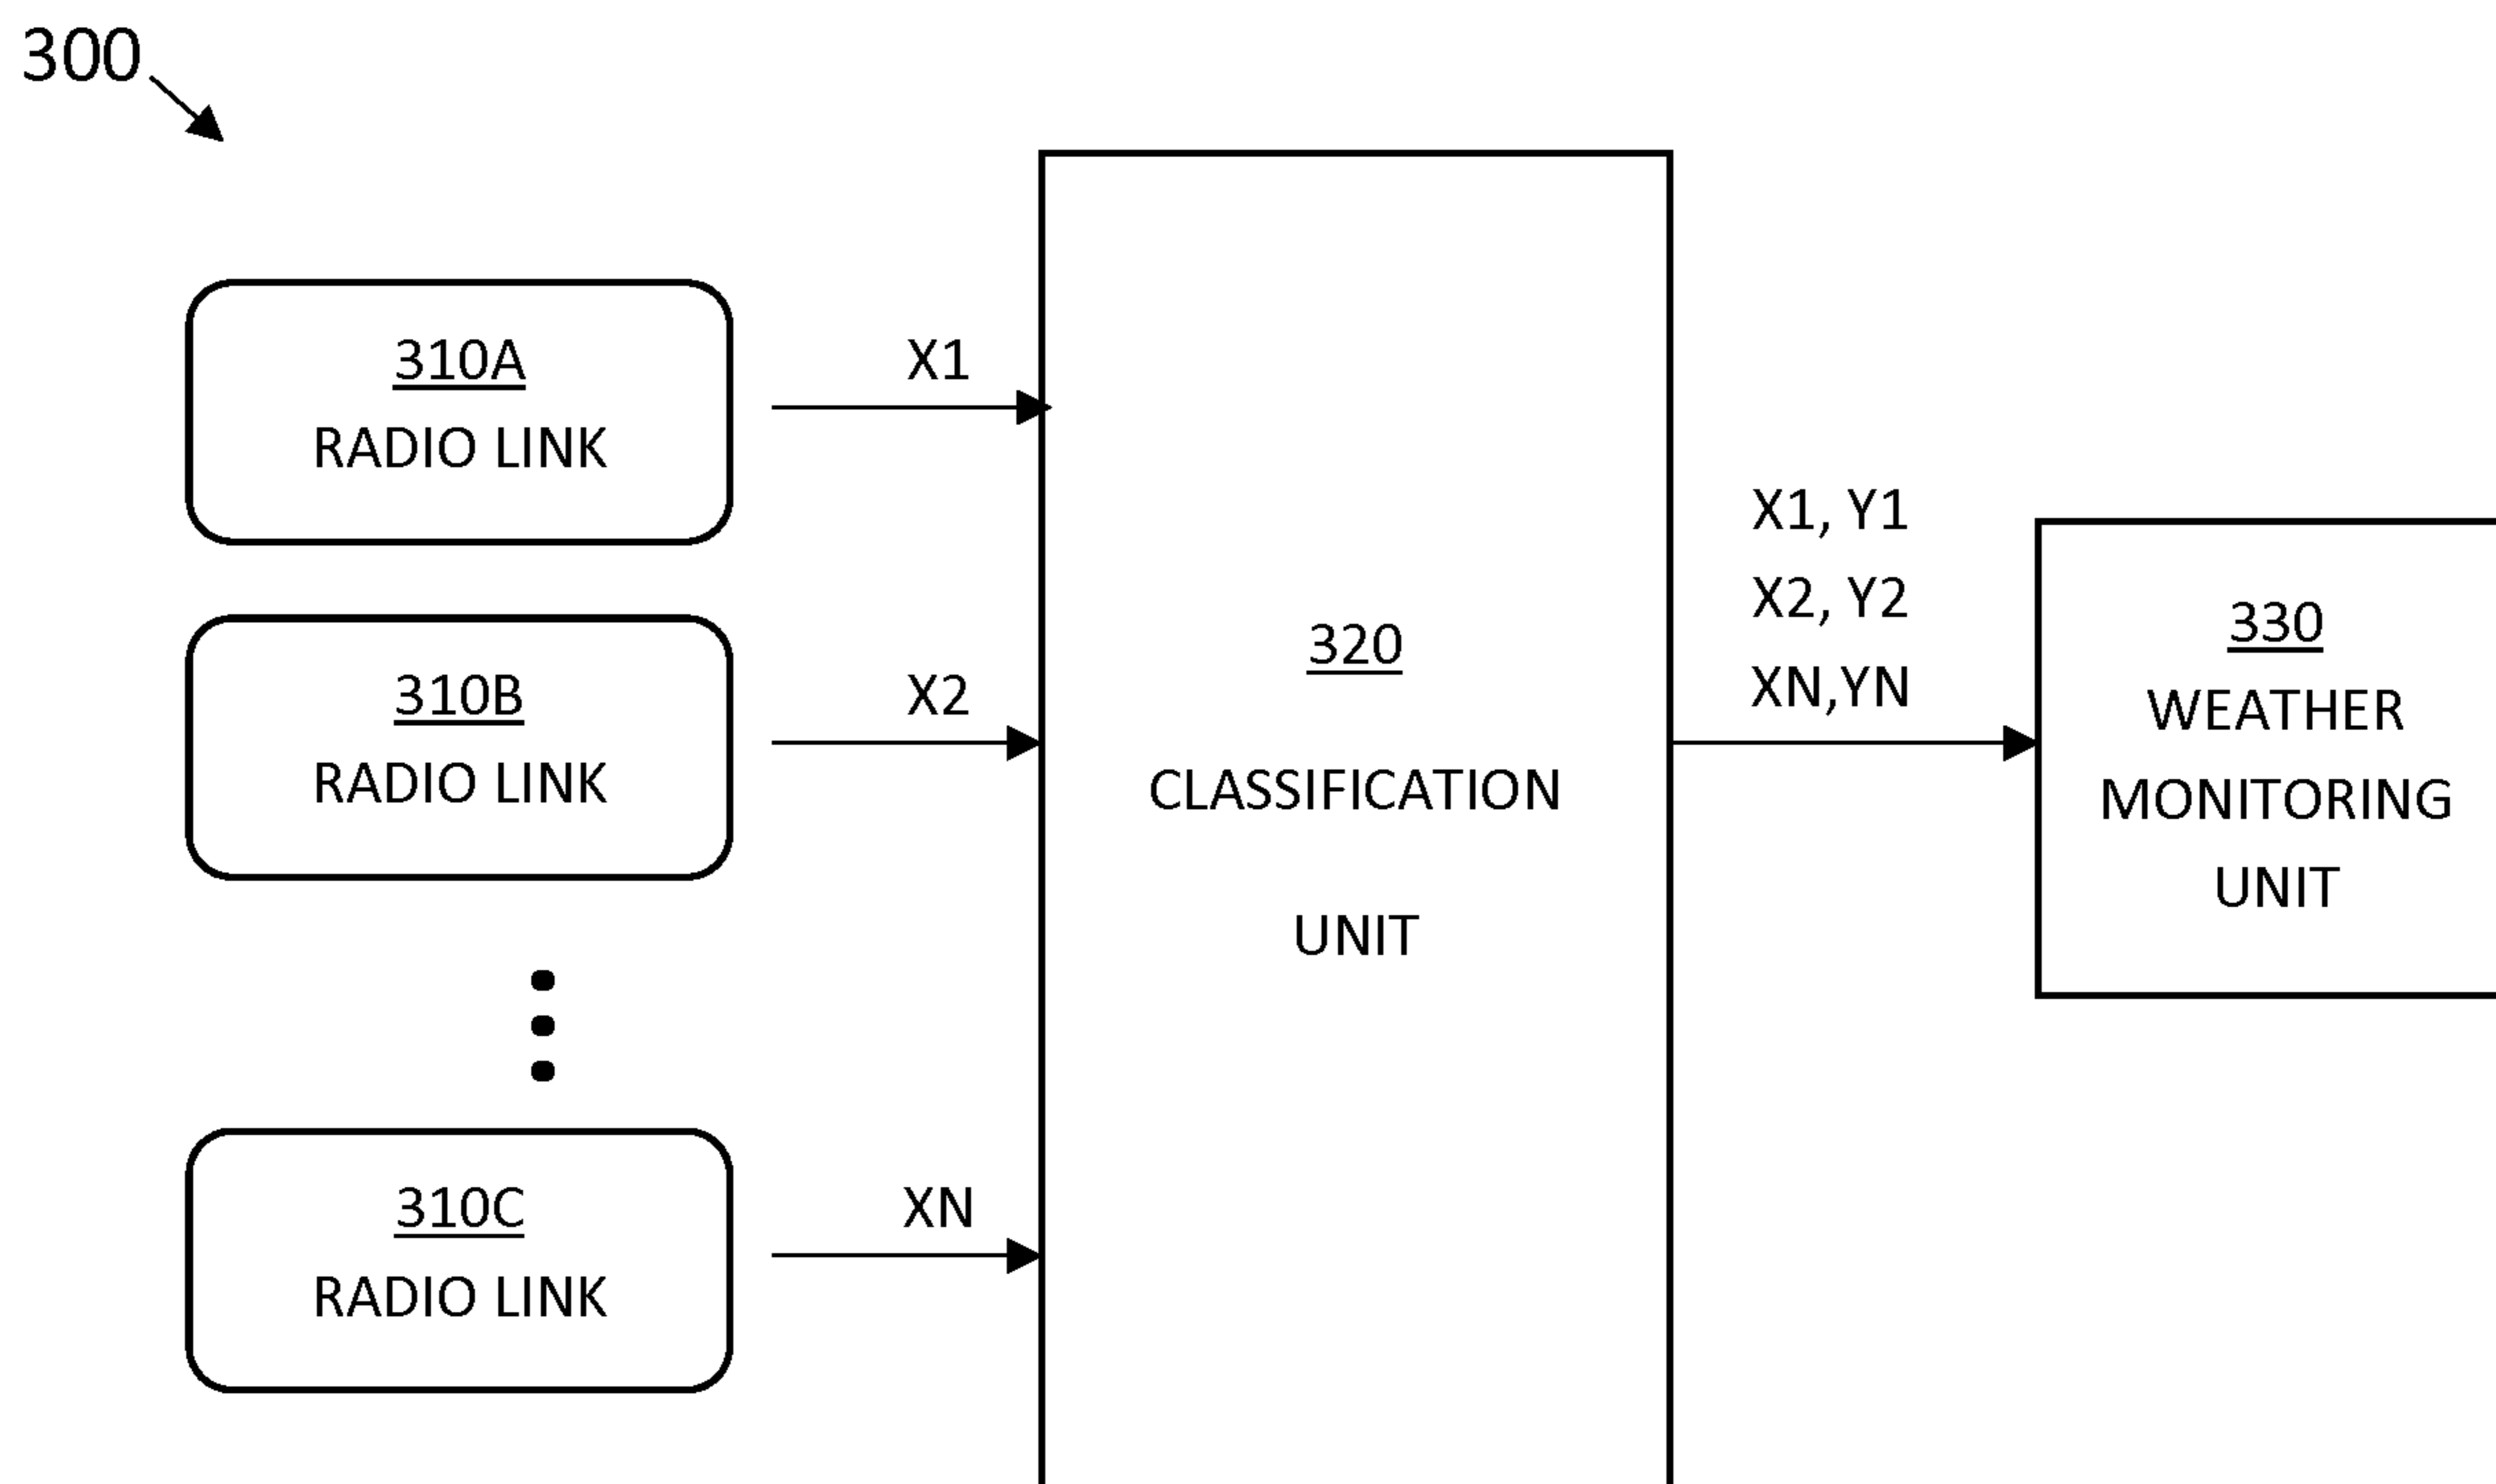 300
310A
RADIO LINK
X1
310B
RADIO LINK
X2
310C
RADIO LINK
XN
320
CLASSIFICATION
UNIT
X1, Y1
X2, Y2
XN,YN
330
WEATHER
MONITORING
UNIT